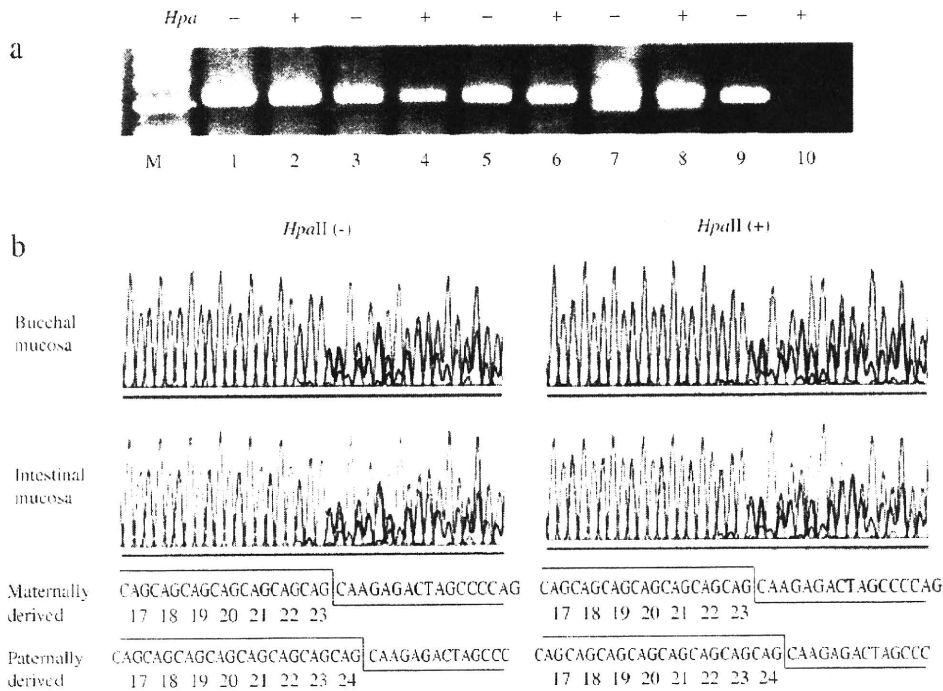 Hpa − + − + − + − + − +
a
M 1 2 3 4 5 6 7 8 9 10
HpaII (-) HpaII (+)
b
Bucchal
mucosa
Intestinal
mucosa
Maternally
derived
CAGCAGCAGCAGCAGCAGCAG CAAGAGACTAGCCCCAG CAGCAGCAGCAGCAGCAGCAG CAAGAGACTAGCCCCAG
17 18 19 20 21 22 23 17 18 19 20 21 22 23
Paternally
derived
CAGCAGCAGCAGCAGCAGCAGCAG CAAGAGACTAGCCC CAGCAGCAGCAGCAGCAGCAGCAG CAAGAGACTAGCCC
17 18 19 20 21 22 23 24 17 18 19 20 21 22 23 24